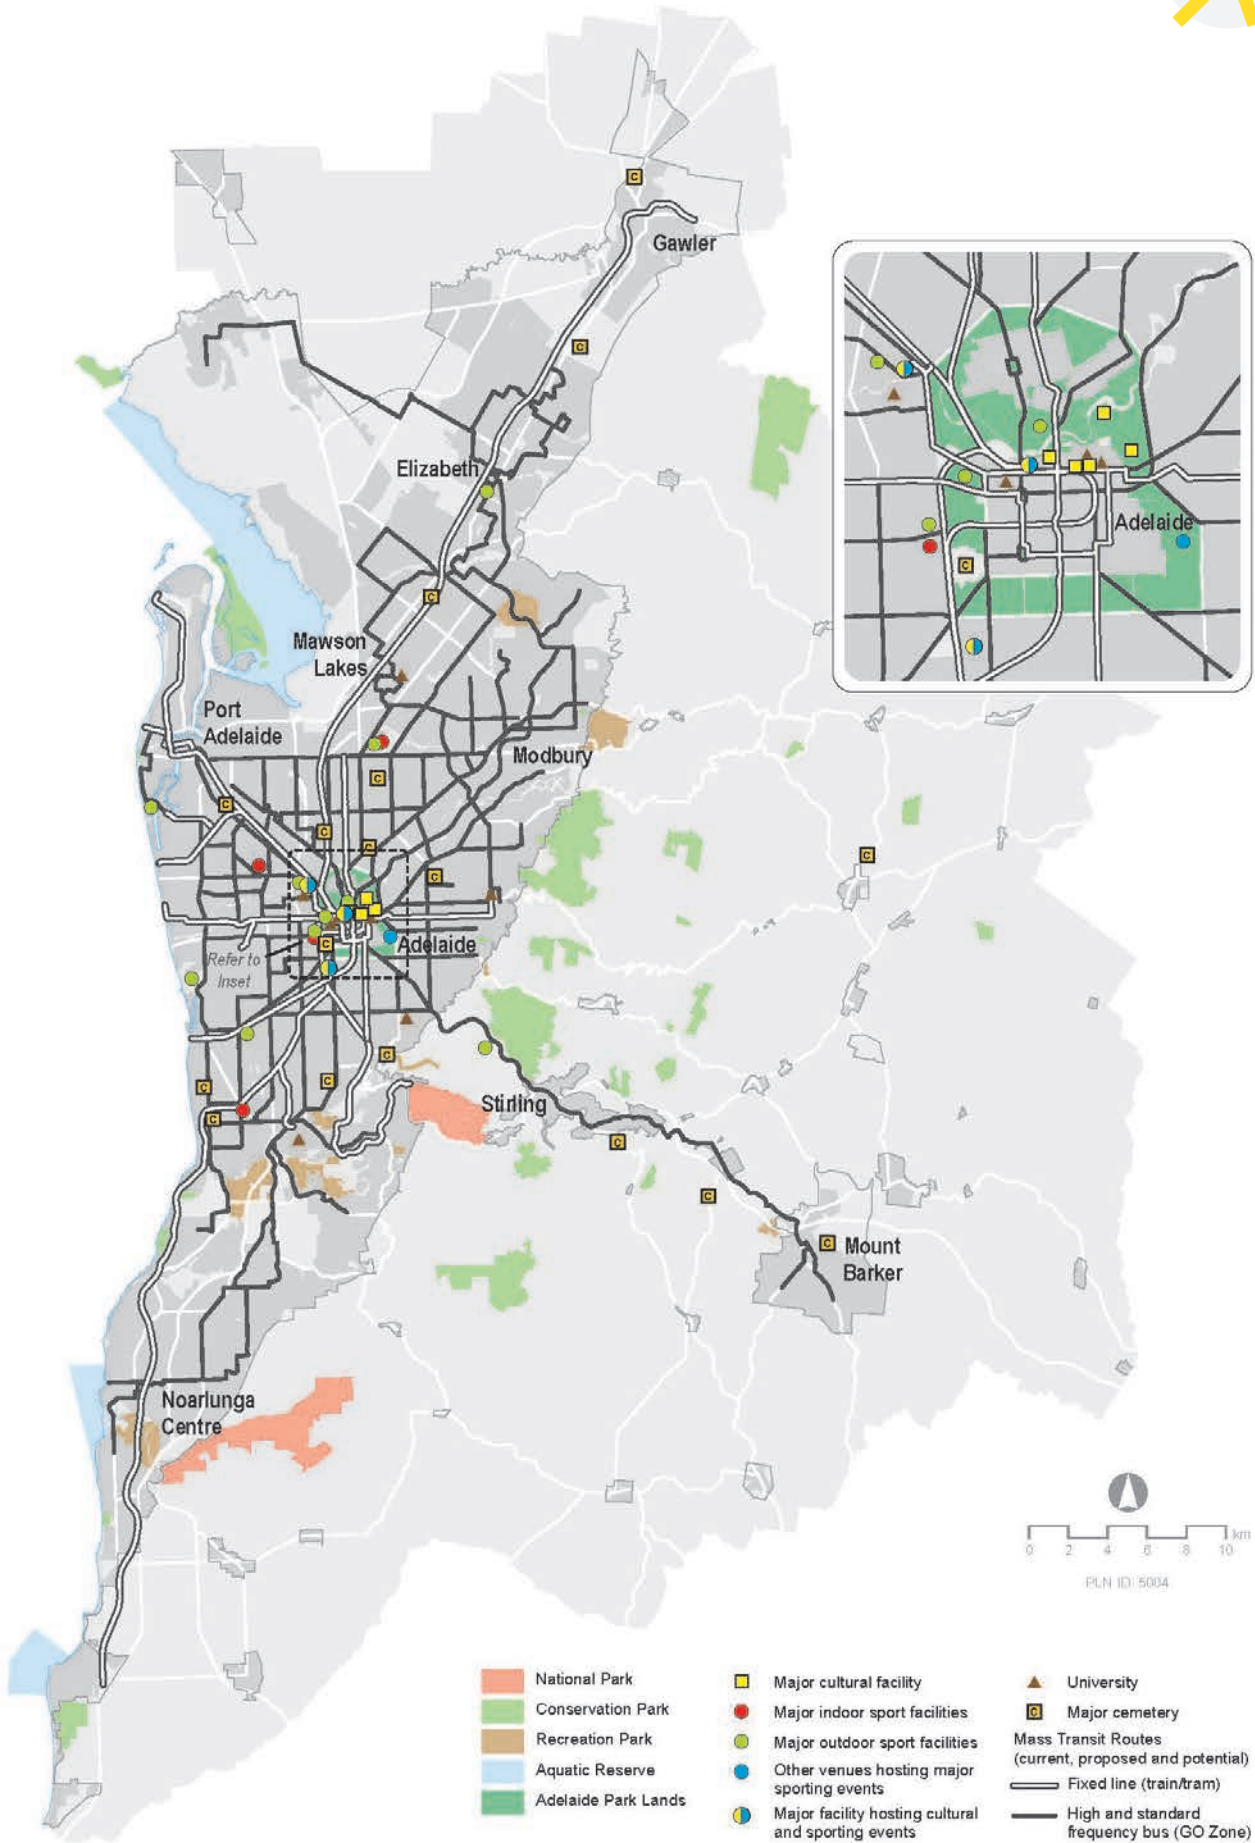 Gawler
Elizabeth
Adelaide
Mawson
Lakes
Port
Adelaide
Modbury
Refer to
Inset
Adelaide
Stirling
Mount
Barker
Noarlunga
Centre
0 2 4 6 8 10 km
PLN ID: 5004
National Park
Conservation Park
Recreation Park
Aquatic Reserve
Adelaide Park Lands
Major cultural facility
Major indoor sport facilities
Major outdoor sport facilities
Other venues hosting major
sporting events
Major facility hosting cultural
and sporting events
University
C Major cemetery
Mass Transit Routes
(current, proposed and potential)
Fixed line (train/tram)
High and standard
frequency bus (GO Zone)